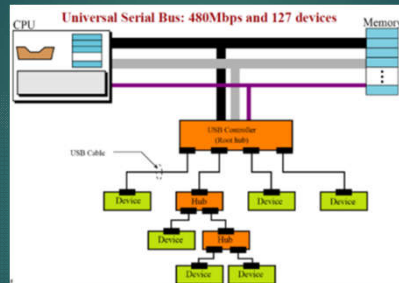 Universal Serial Bus: 480Mbps and 127 devices
CPU
Memory
USB Controller
(Root hub)
USB Cable
Device
Hub
Device
Device
Device
Hub
Device
Device